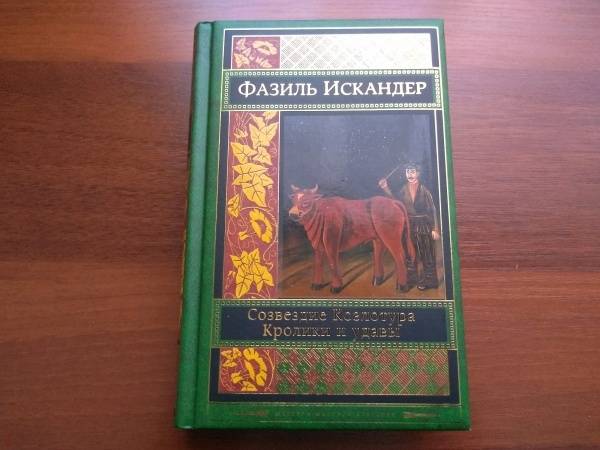 Фазиль Искандер
Созвездие Козлотура
Кролики и удавы